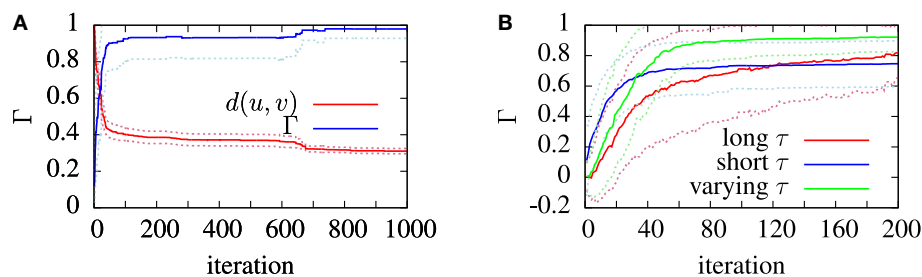 A
Γ
1
0.8
0.6
0.4
0.2
0
d(u, v)
Γ
0 200 400 600 800 1000
iteration
B
Γ
1
0.8
0.6
0.4
0.2
0
-0.2
long τ
short τ
varying τ
0 40 80 120 160 200
iteration